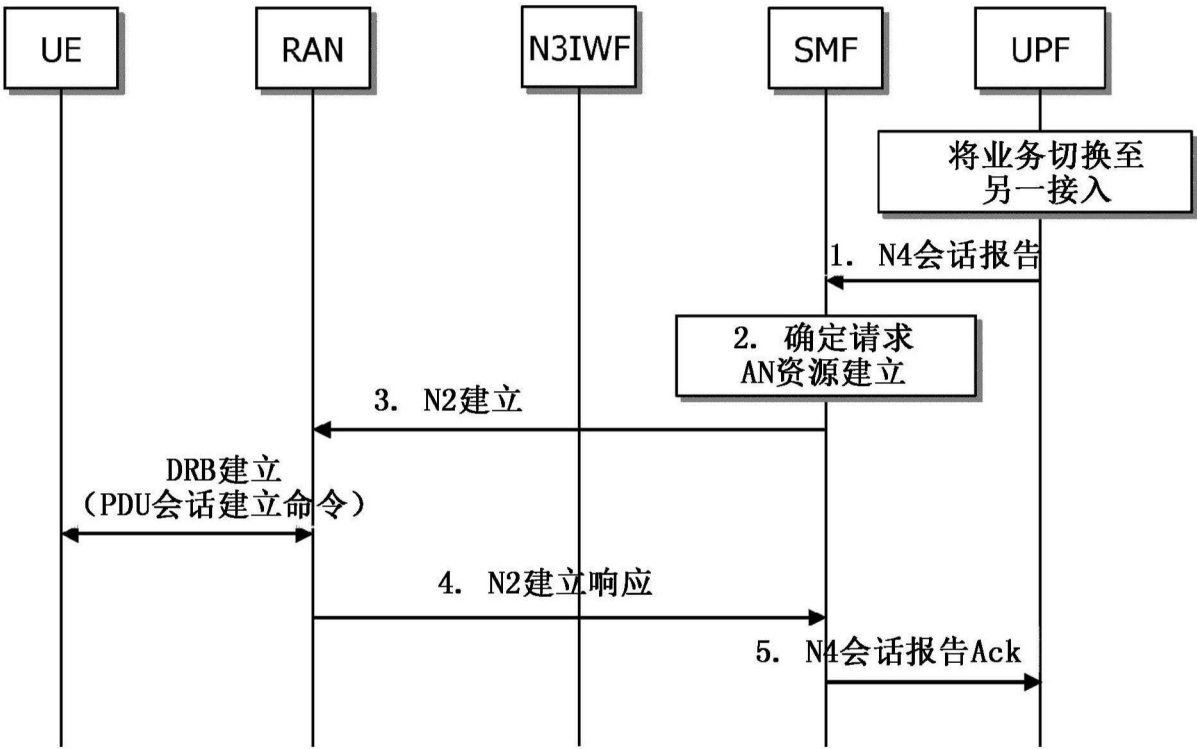 UE
RAN
N3IWF
SMF
UPF
将业务切换至
另一接入
1. N4会话报告
2. 确定请求
AN资源建立
3. N2建立
DRB建立
(PDU会话建立命令)
4. N2建立响应
5. N4会话报告Ack